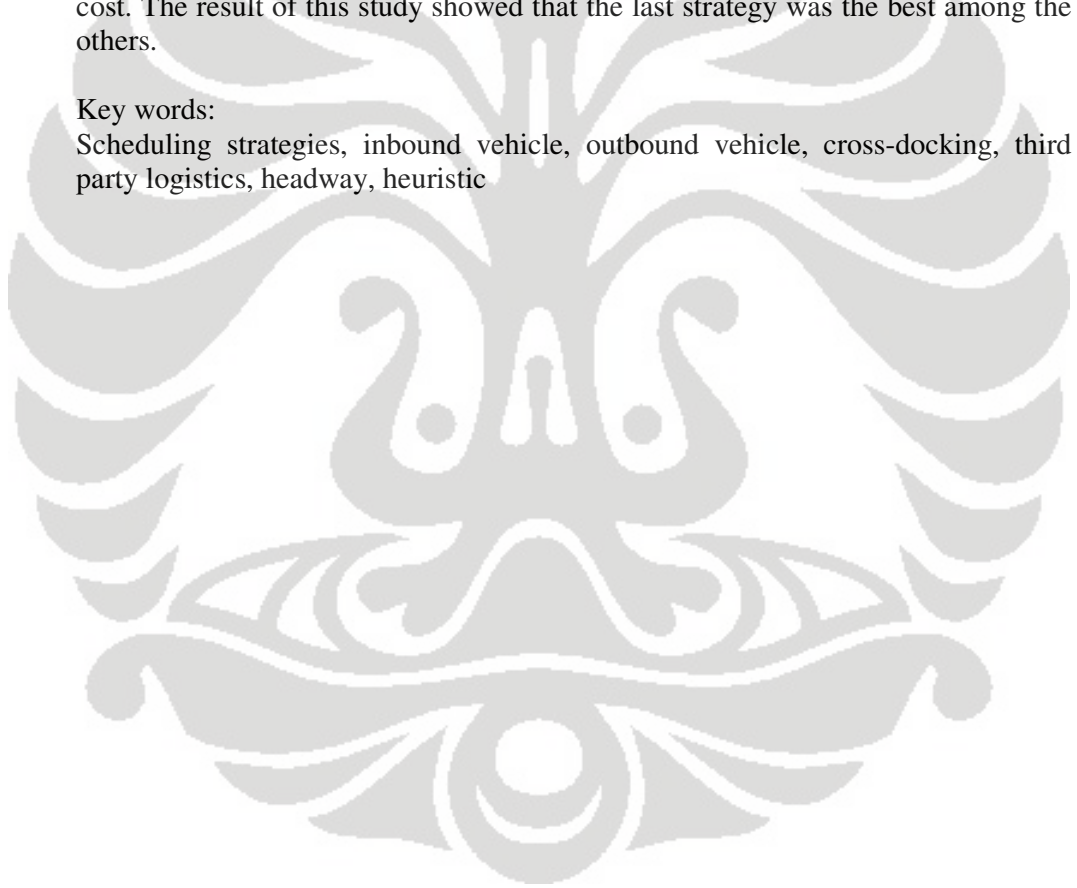 cost. The result of this study showed that the last strategy was the best among the
others.
Key words:
Scheduling strategies, inbound vehicle, outbound vehicle, cross-docking, third
party logistics, headway, heuristic